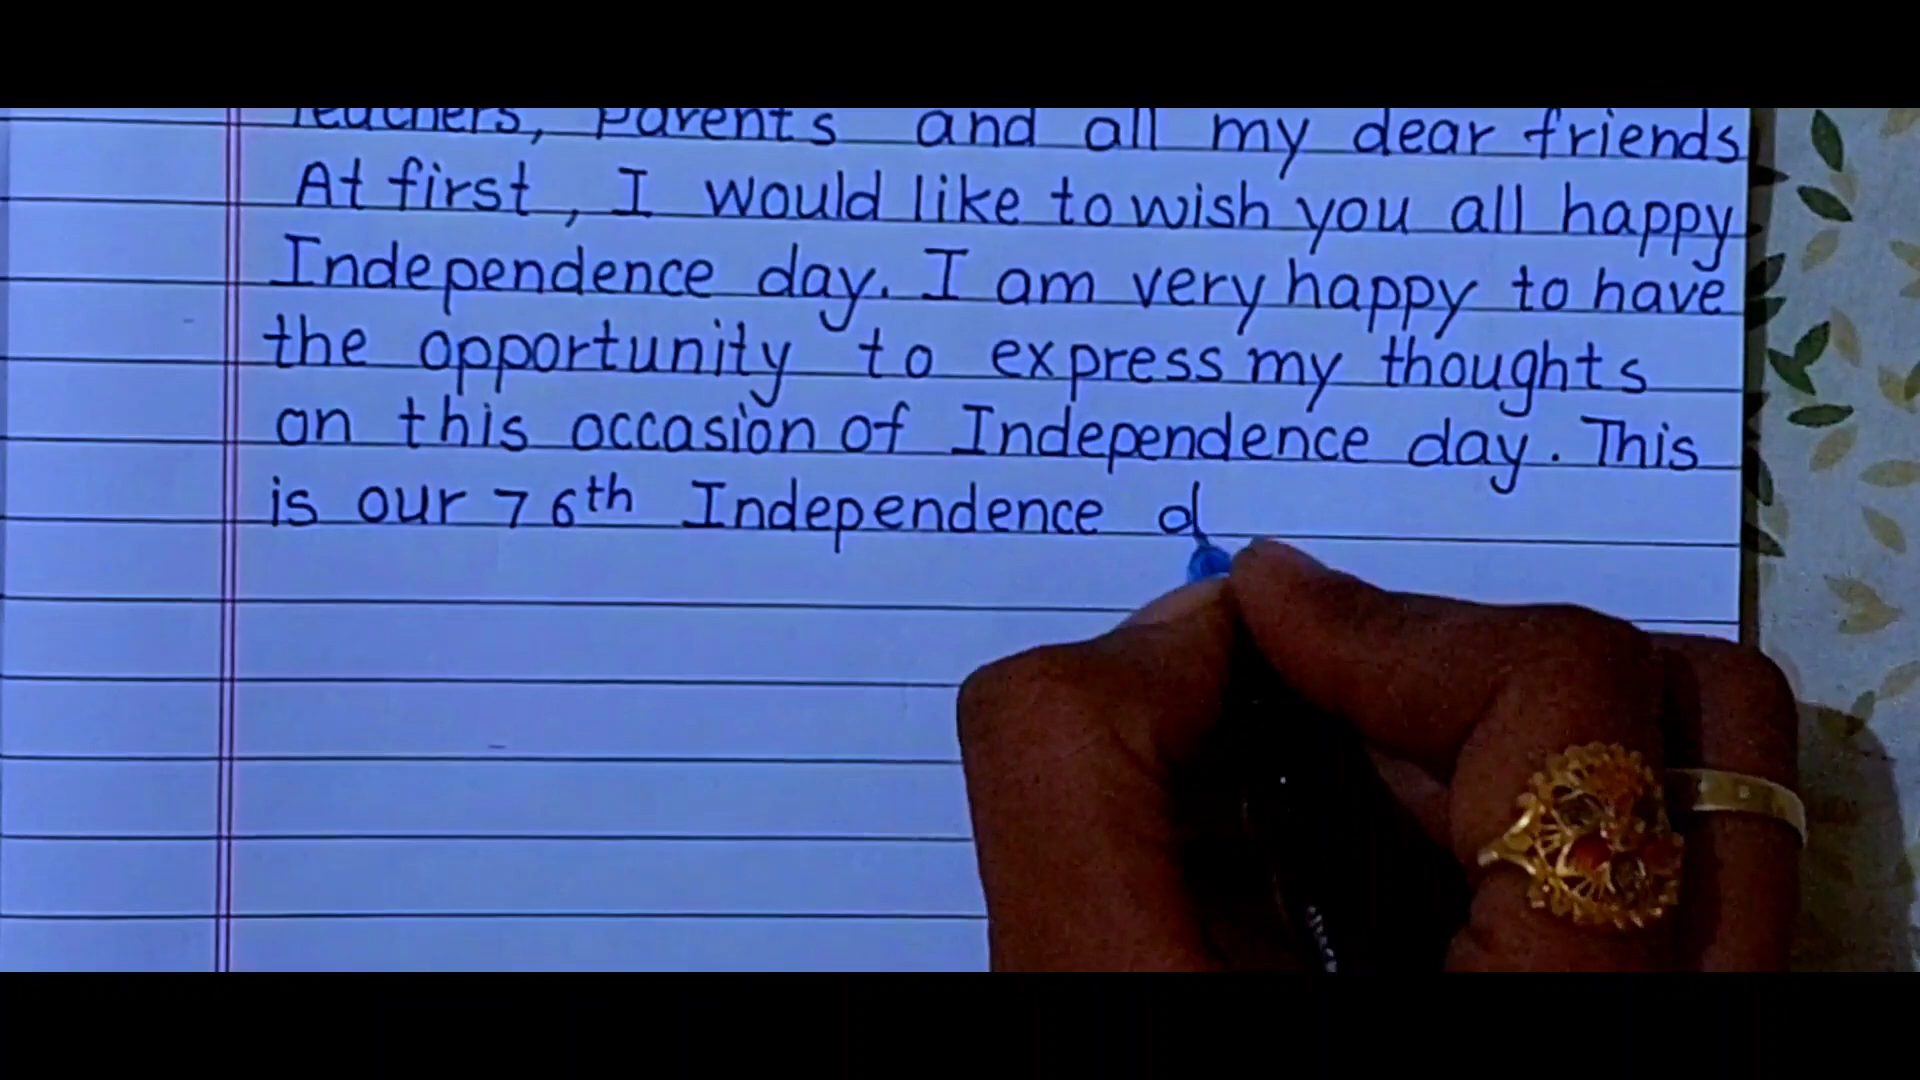 Teachers, Parents and all my dear friends
At first, I would like to wish you all happy
Independence day. I am very happy to have
the opportunity to express my thoughts
on this occasion of Independence day. This
is our 76th Independence d